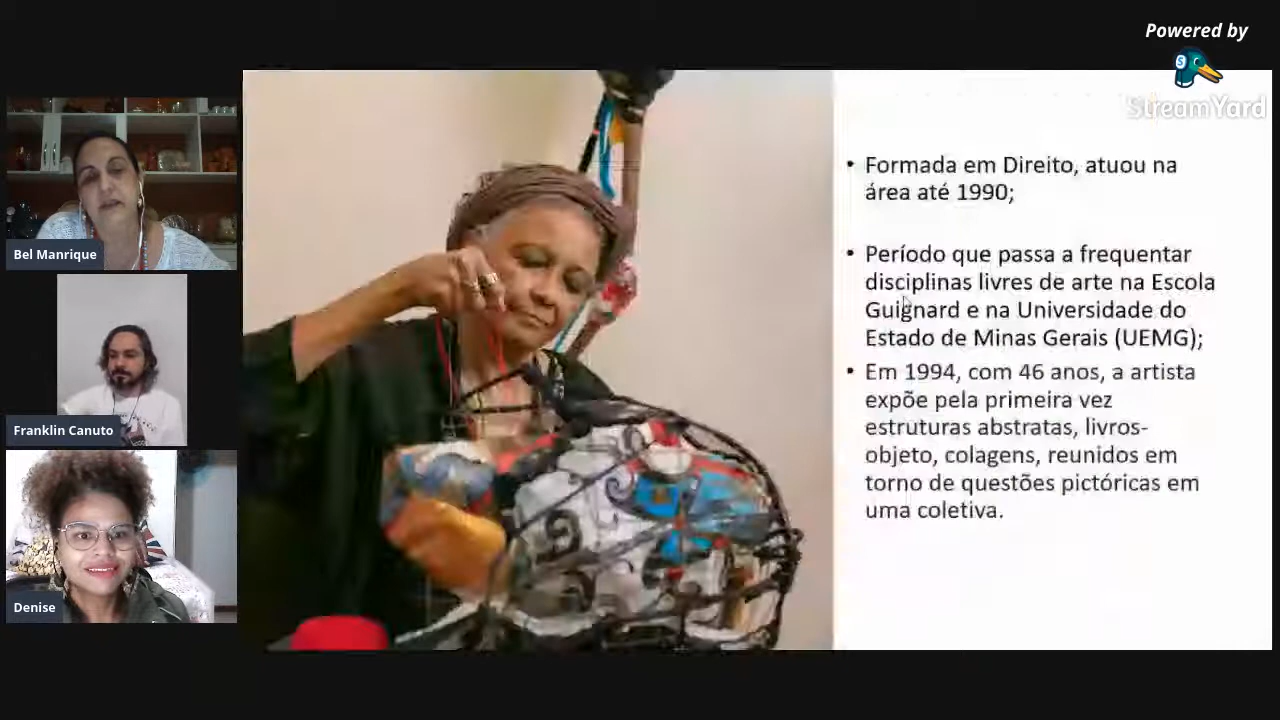 Powered by
StreamYard
Bel Manrique
Franklin Canuto
Denise
• Formada em Direito, atuou na
área até 1990;
• Período que passa a frequentar
disciplinas livres de arte na Escola
Guignard e na Universidade do
Estado de Minas Gerais (UEMG);
• Em 1994, com 46 anos, a artista
expõe pela primeira vez
estruturas abstratas, livros-
objeto, colagens, reunidos em
torno de questões pictóricas em
uma coletiva.